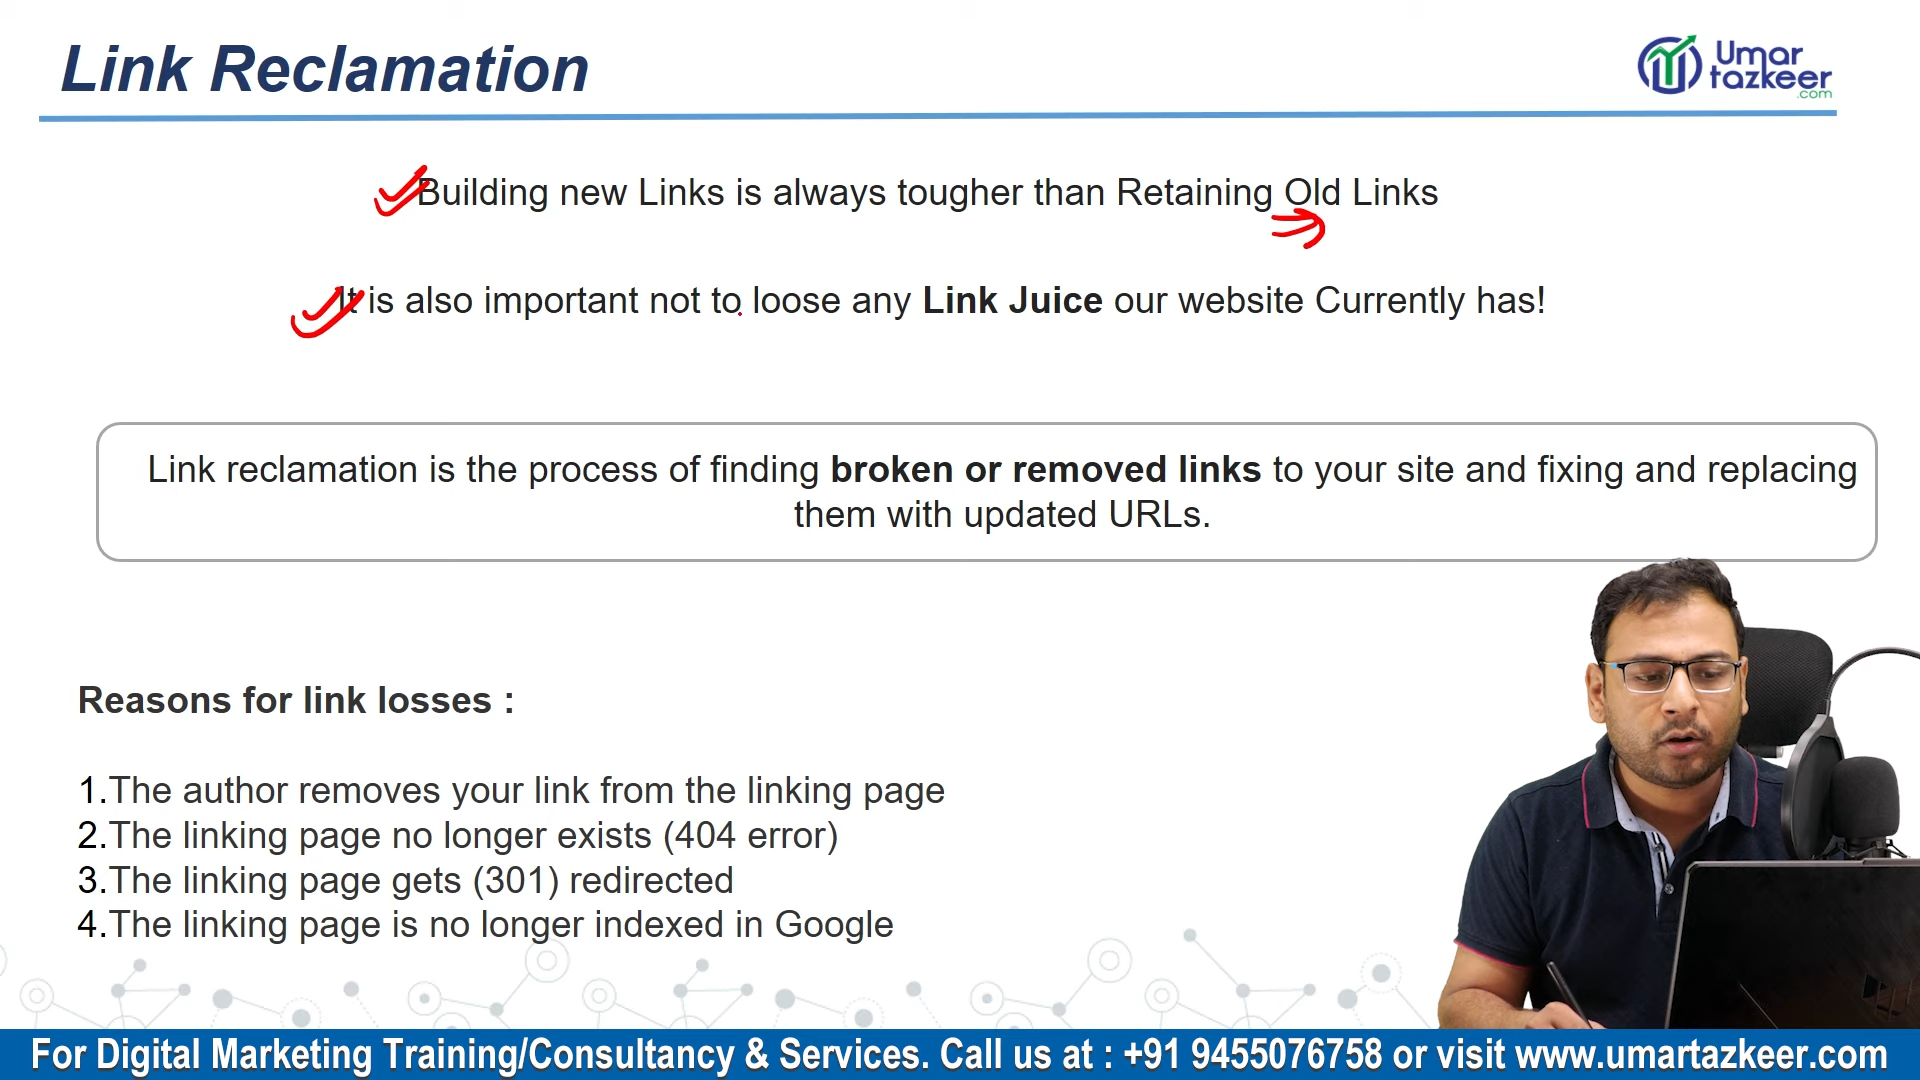 Link Reclamation
Umar
tazkeer
.com
Building new Links is always tougher than Retaining Old Links
It is also important not to loose any Link Juice our website Currently has!
Link reclamation is the process of finding broken or removed links to your site and fixing and replacing
them with updated URLs.
Reasons for link losses :
1.The author removes your link from the linking page
2.The linking page no longer exists (404 error)
3.The linking page gets (301) redirected
4.The linking page is no longer indexed in Google
For Digital Marketing Training/Consultancy & Services. Call us at : +91 9455076758 or visit www.umartazkeer.com